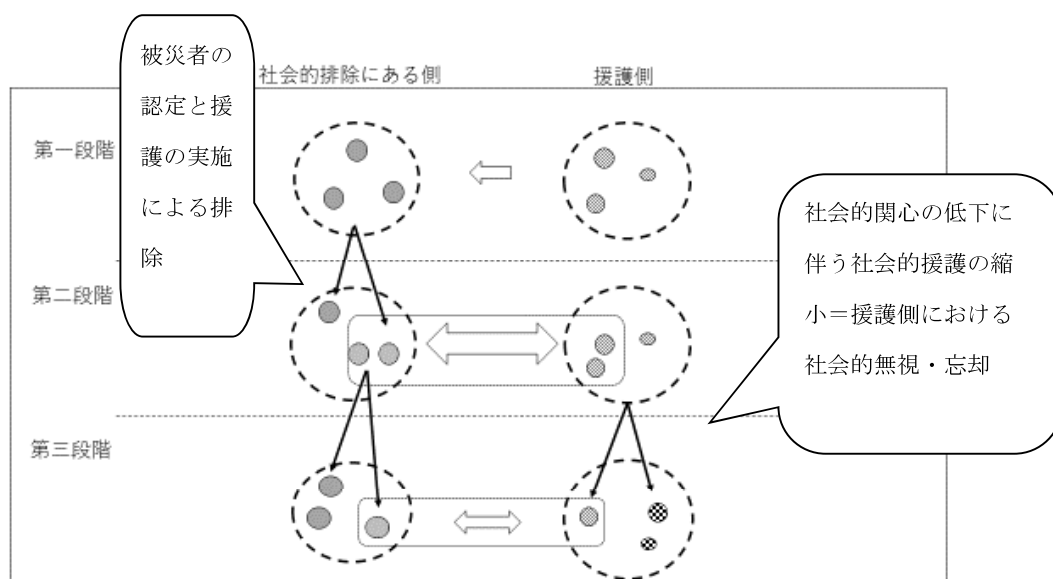 被災者の
認定と援
護の実施
による排
除
社会的排除にある側
援護側
第一段階
第二段階
第三段階
社会的関心の低下に
伴う社会的援護の縮
小＝援護側における
社会的無視・忘却